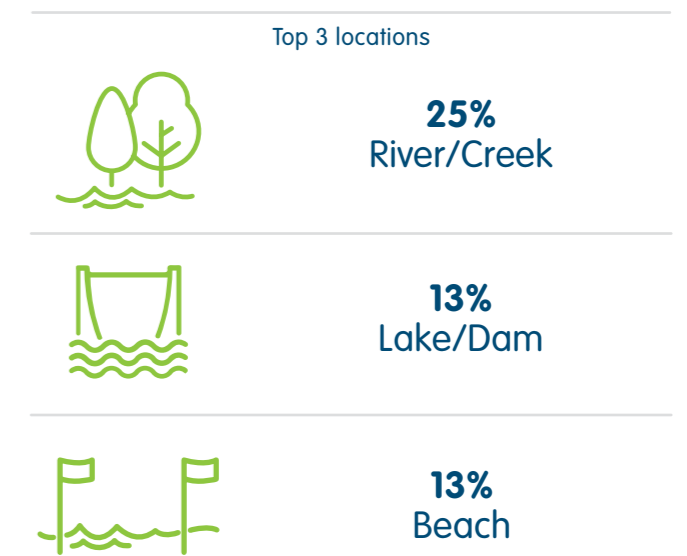 Top 3 locations
25%
River/Creek
13%
Lake/Dam
13%
Beach